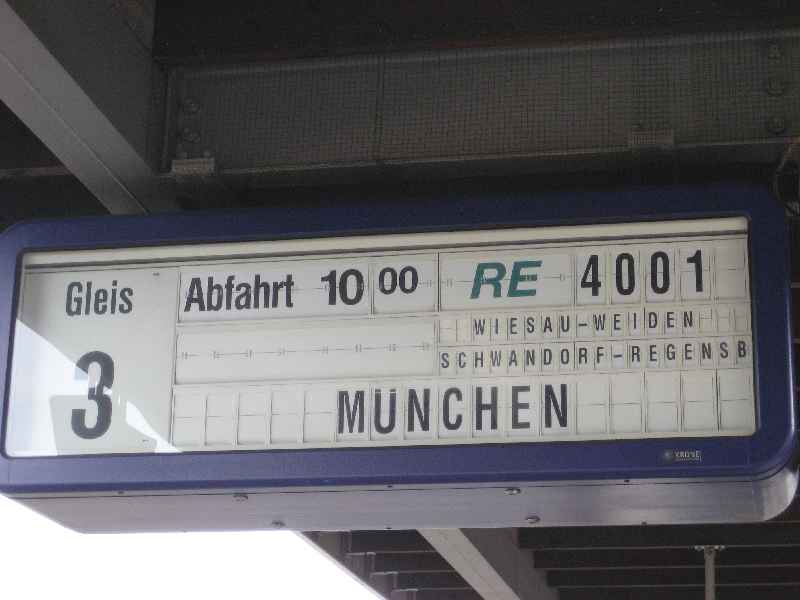 Gleis
3
Abfahrt 10 00 RE 4001
WIESAU-WEIDEN
SCHWANDORF-REGENSB
MÜNCHEN